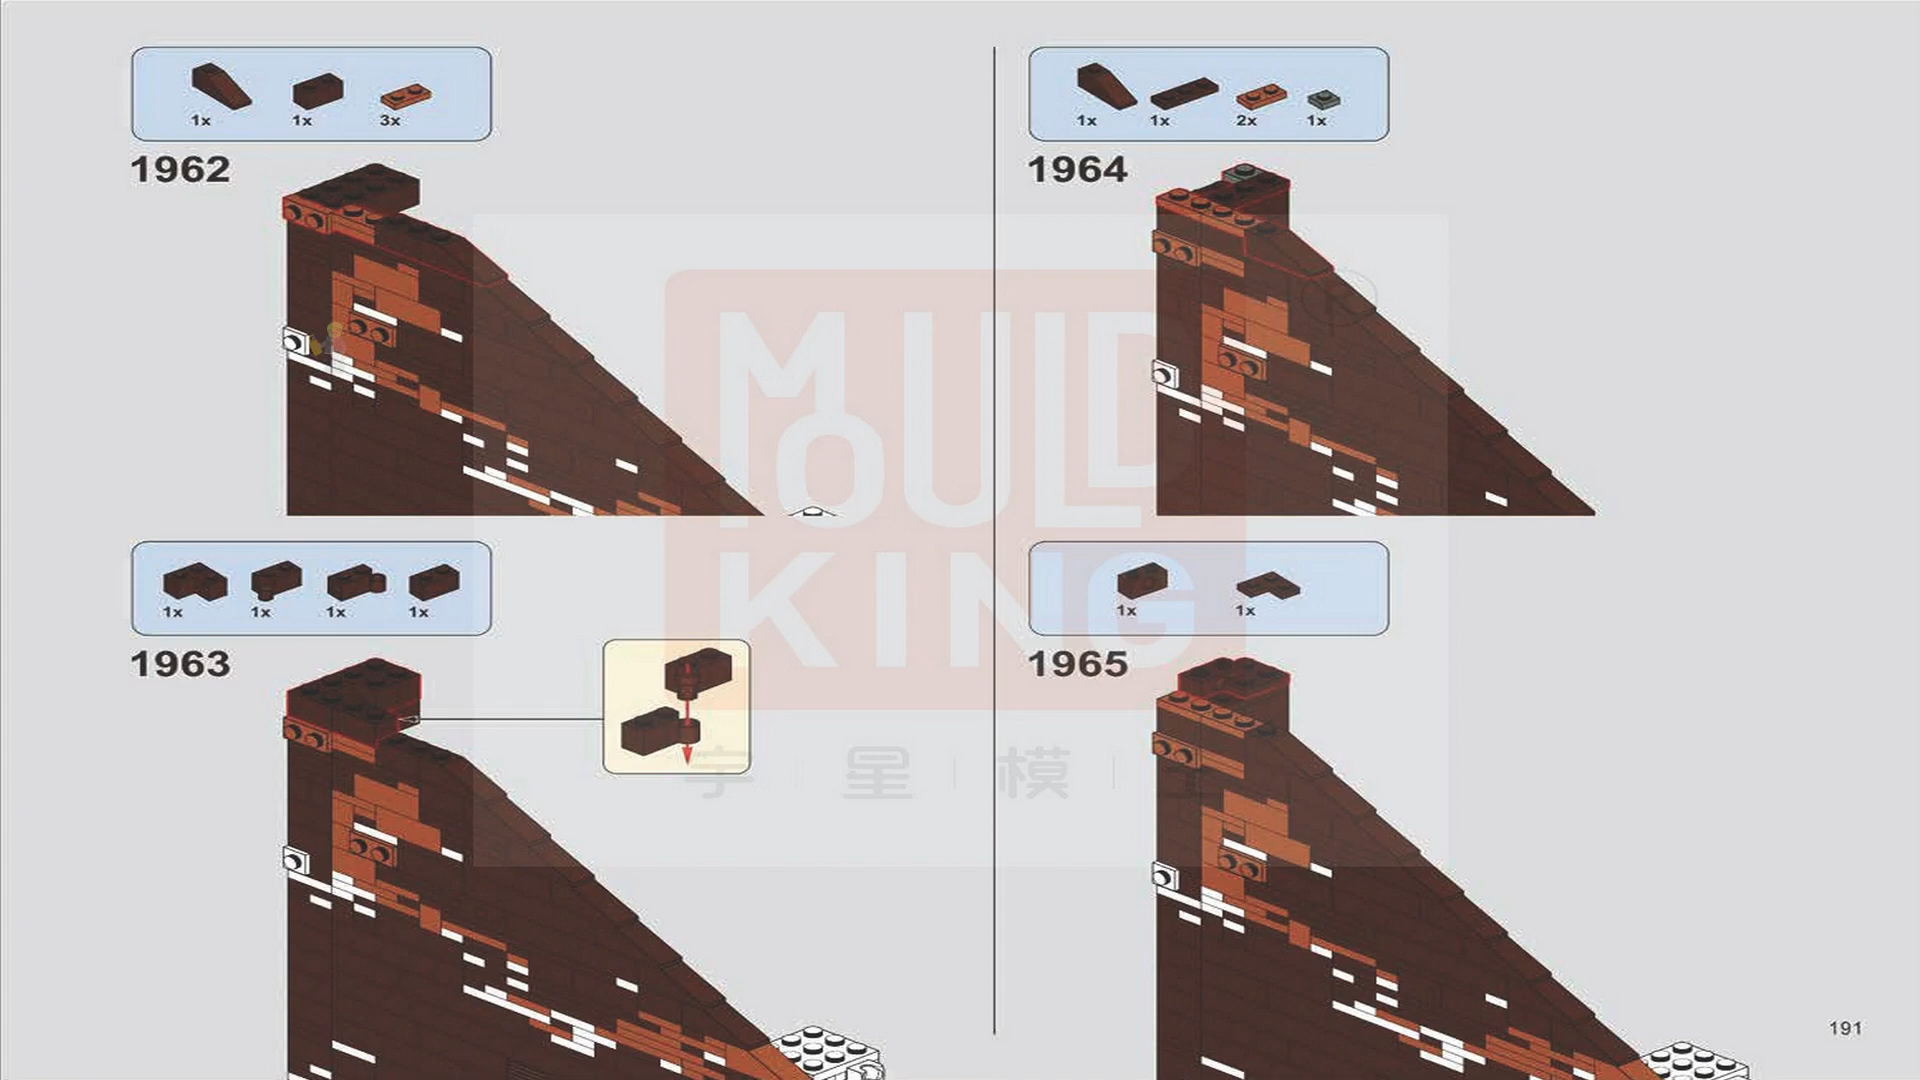 1x 1x 3x
1962
1x 1x 1x 1x
1963
1x 1x 2x 1x
1964
1x 1x
1965
MOULD
KING
®
宇 | 星 | 模 |
191